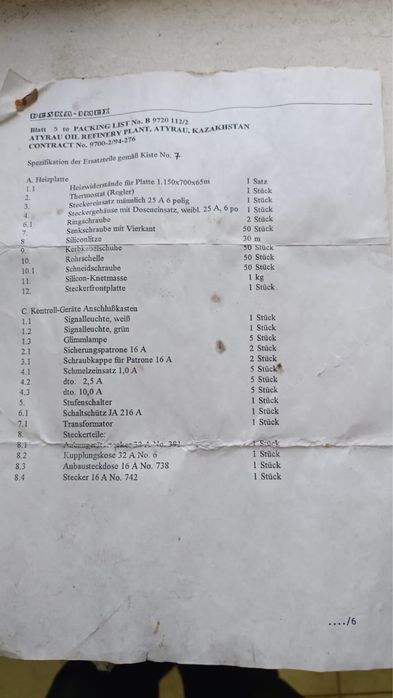 Blatt 5 to PACKING LIST No. B 9720 112/2
ATYRAU OIL REFINERY PLANT, ATYRAU, KAZAKHSTAN
CONTRACT No. 9700-2/94-276
Spezifikation der Ersatzteile gemäß Kiste No. 7
A. Heizplatte
1.1 Heizwiderstände für Platte 1.150x700x65m 1 Satz
2. Thermostat (Regler) 1 Stück
3. Steckereinsatz männlich 25 A 6 polig 1 Stück
4. Steckergehäuse mit Doseneinsatz, weibl. 25 A, 6 po 1 Stück
6.1 Ringschraube 2 Stück
7. Senkschraube mit Vierkant 50 Stück
8. Siliconlitze 30 m
9. Kerbkabelschuhe 50 Stück
10. Rohrschelle 50 Stück
10.1 Schneidschraube 50 Stück
11. Silicon-Knetmasse 1 kg
12. Steckerfrontplatte 1 Stück
C. Kontroll-Geräte Anschlußkasten
1.1 Signalleuchte, weiß 1 Stück
1.2 Signalleuchte, grün 1 Stück
1.3 Glimmlampe 5 Stück
2.1 Sicherungspatrone 16 A 2 Stück
3.1 Schraubkappe für Patrone 16 A 2 Stück
4.1 Schmelzeinsatz 1,0 A 5 Stück
4.2 dto. 2,5 A 5 Stück
4.3 dto. 10,0 A 5 Stück
5. Stufenschalter 1 Stück
6.1 Schaltschütz JA 216 A 1 Stück
7.1 Transformator 1 Stück
8. Steckerteile:
8.1 32 A No. 391 1 Stück
8.2 Kupplungskose 32 A No. 6 1 Stück
8.3 Anbausteckdose 16 A No. 738 1 Stück
8.4 Stecker 16 A No. 742 1 Stück
..../6